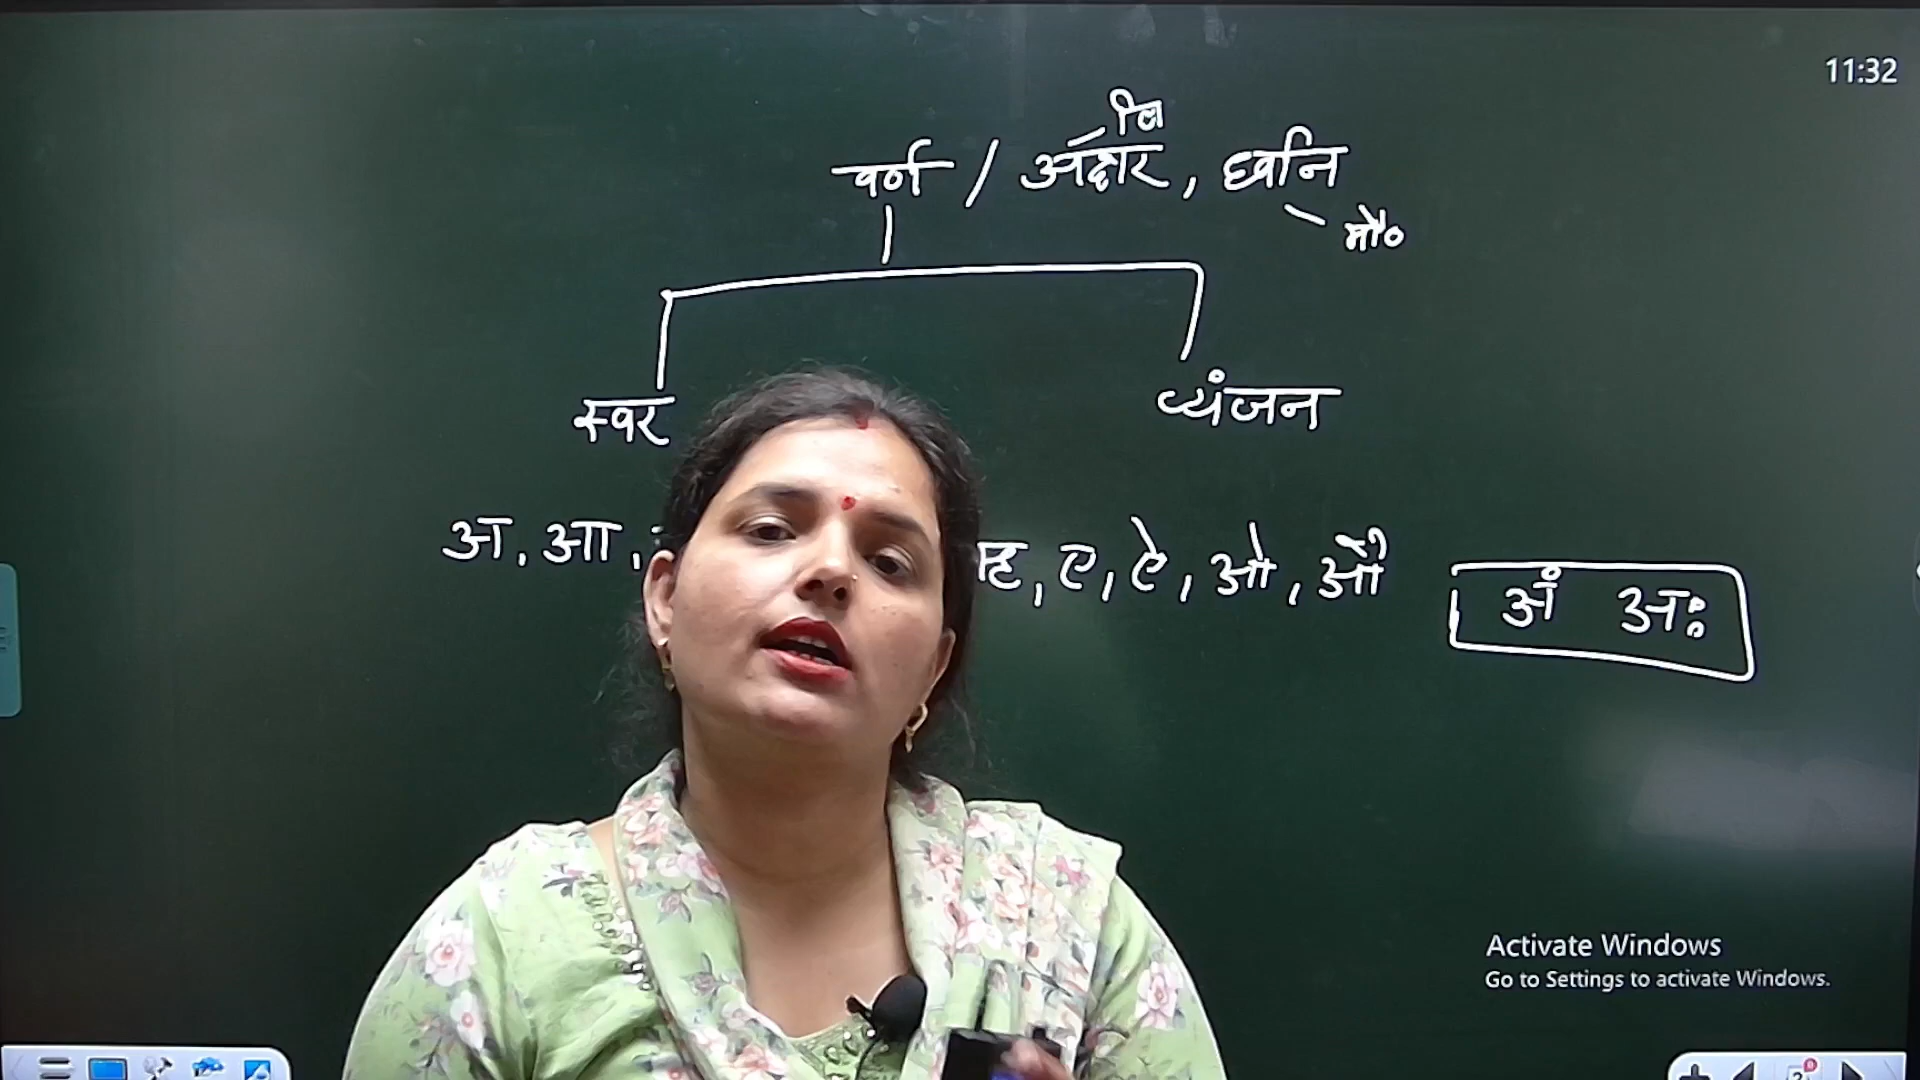 11:32
लि
वर्ण / अक्षर, ध्वनि
मौ०
स्वर व्यंजन
अ, आ, ऋ, ए, ऐ, ओ, औ
अं अः
Activate Windows
Go to Settings to activate Windows.